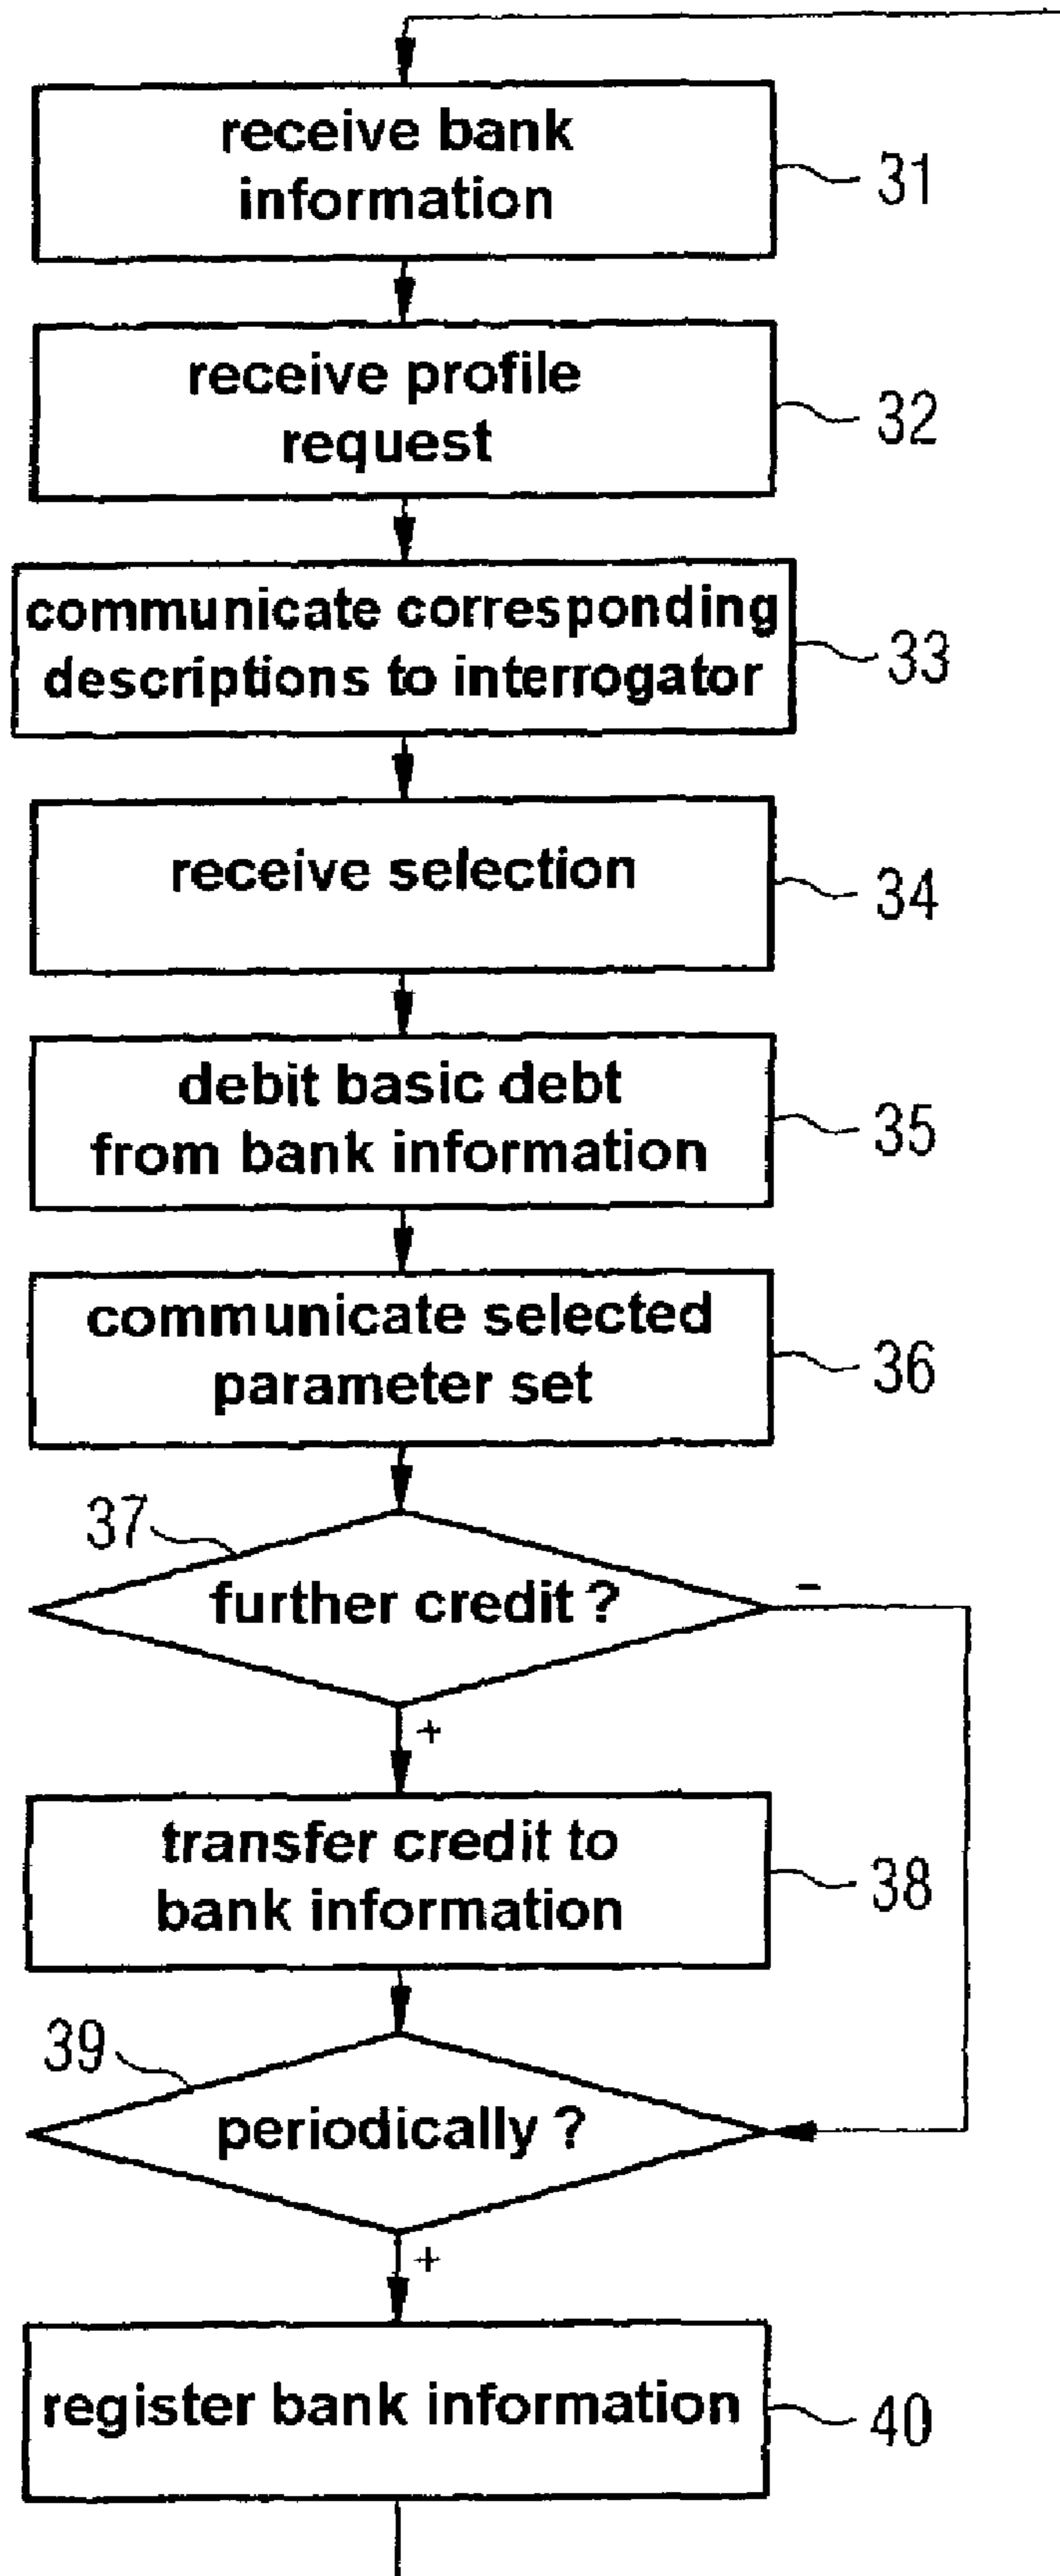 receive bank
information
31
receive profile
request
32
communicate corresponding
descriptions to interrogator
33
receive selection
34
debit basic debt
from bank information
35
communicate selected
parameter set
36
37
further credit ?
-
+
transfer credit to
bank information
38
39
periodically ?
+
register bank information
40